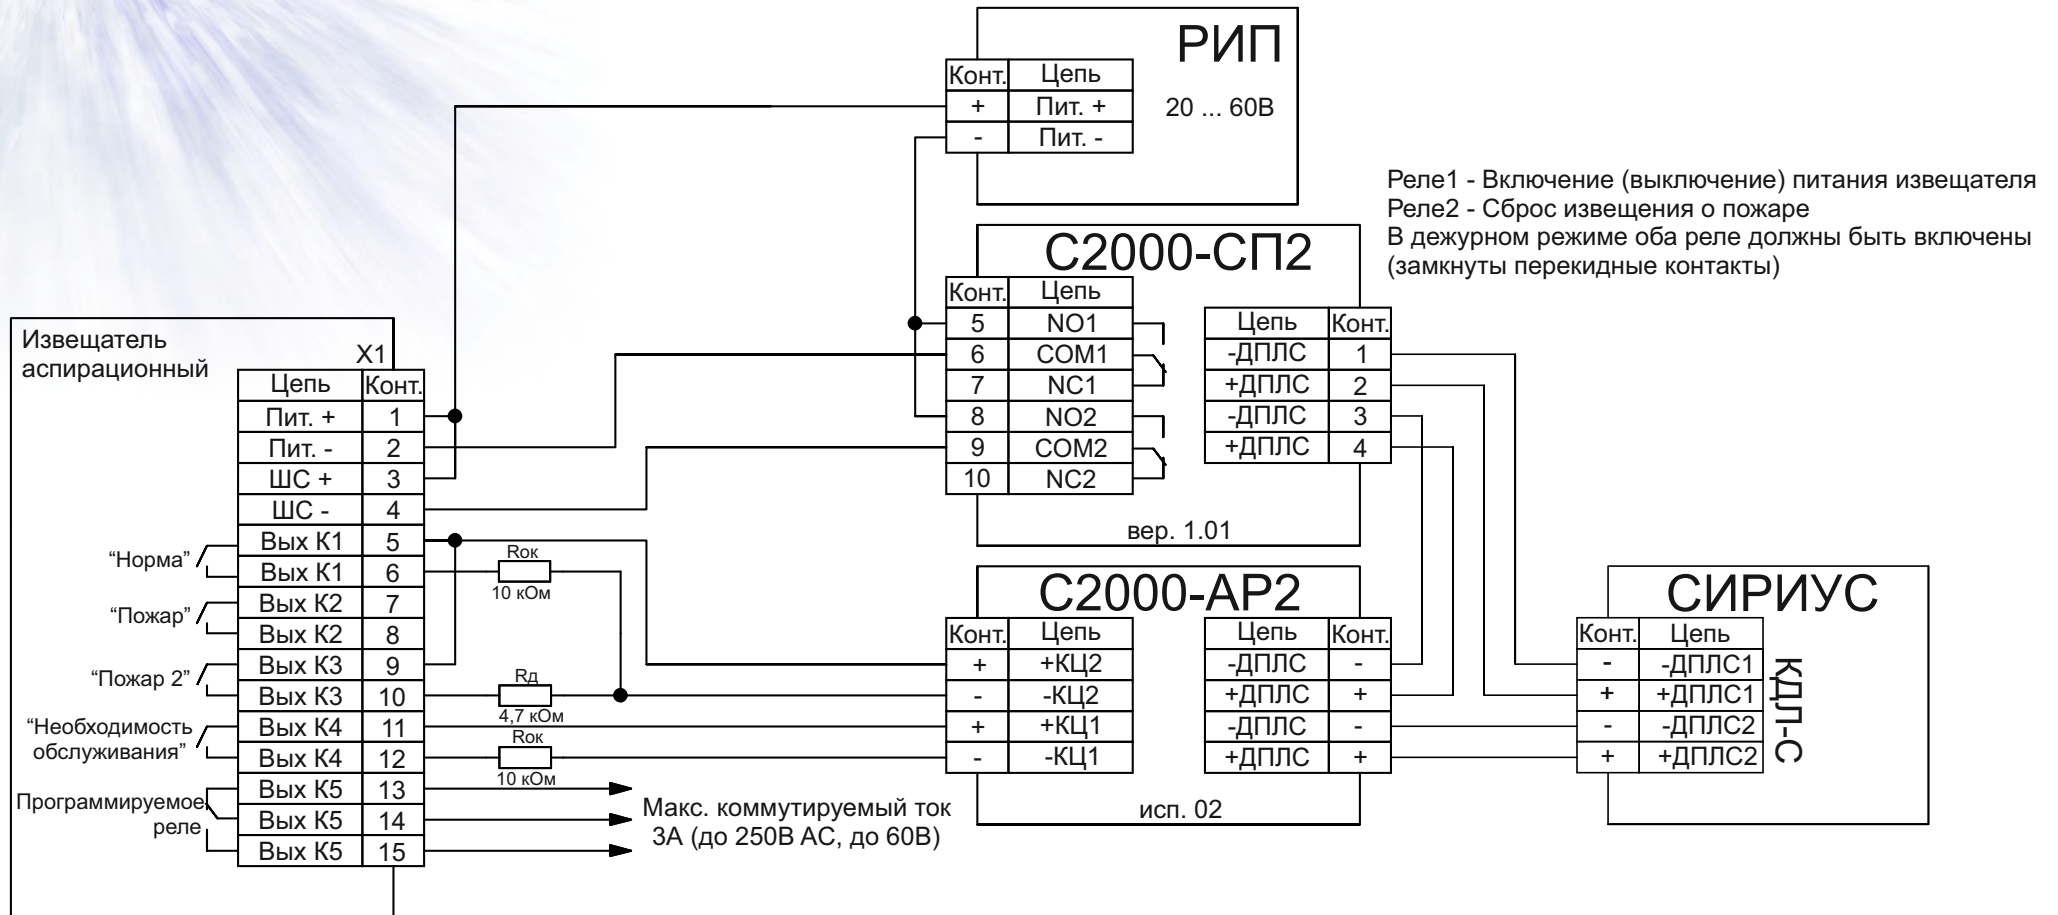 РИП
Конт. Цепь
+ Пит. + 20 ... 60В
- Пит. -
Реле1 - Включение (выключение) питания извещателя
Реле2 - Сброс извещения о пожаре
В дежурном режиме оба реле должны быть включены
(замкнуты перекидные контакты)
С2000-СП2
Конт. Цепь
5 NO1
6 COM1
7 NC1
8 NO2
9 COM2
10 NC2
Цепь Конт.
-ДПЛС 1
+ДПЛС 2
-ДПЛС 3
+ДПЛС 4
вер. 1.01
Извещатель
аспирационный
X1
Цепь Конт.
Пит. + 1
Пит. - 2
ШС + 3
ШС - 4
Вых К1 5
Вых К1 6
Вых К2 7
Вых К2 8
Вых К3 9
Вых К3 10
Вых К4 11
Вых К4 12
Вых К5 13
Вых К5 14
Вых К5 15
“Норма”
“Пожар”
“Пожар 2”
“Необходимость
обслуживания”
Программируемое
реле
Rок
10 кОм
Rд
4,7 кОм
Rок
10 кОм
Макс. коммутируемый ток
3А (до 250В AC, до 60В)
С2000-АР2
Конт. Цепь
+ +КЦ2
- -КЦ2
+ +КЦ1
- -КЦ1
Цепь Конт.
-ДПЛС -
+ДПЛС +
-ДПЛС -
+ДПЛС +
исп. 02
СИРИУС
Конт. Цепь
- -ДПЛС1
+ +ДПЛС1
- -ДПЛС2
+ +ДПЛС2
КДЛ-С